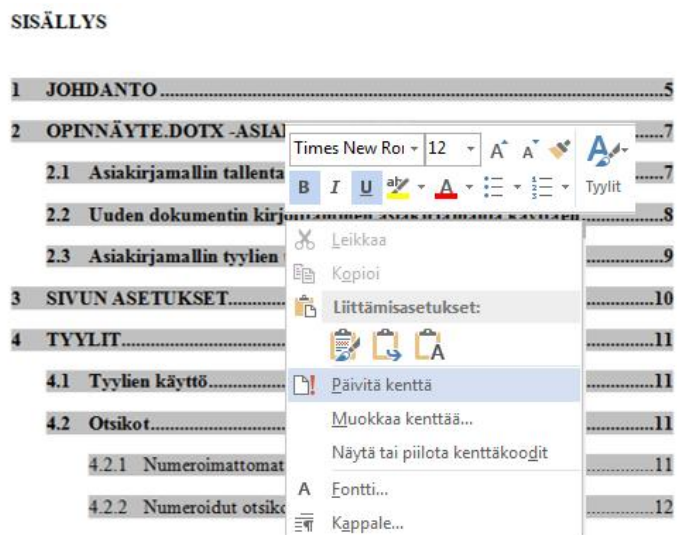 SISÄLLYS
1 JOHDANTO 5
2 OPINNÄYTE.DOTX -ASIA 7
2.1 Asiakirjamallin tallenta 7
2.2 Uuden dokumentin 8
2.3 Asiakirjamallin tyylien 9
3 SIVUN ASETUKSET 10
4 TYYLIT 11
4.1 Tyylien käyttö 11
4.2 Otsikot 11
4.2.1 Numeroimattomat 11
4.2.2 Numeroidut otsiko 12
Times New Roi 12 A A
B I U ab A
Tyylit
Leikkaa
Kopioi
Liittämisasetukset:
Päivitä kenttä
Muokkaa kenttää...
Näytä tai piilota kenttäkoodit
A Fontti...
Kappale...